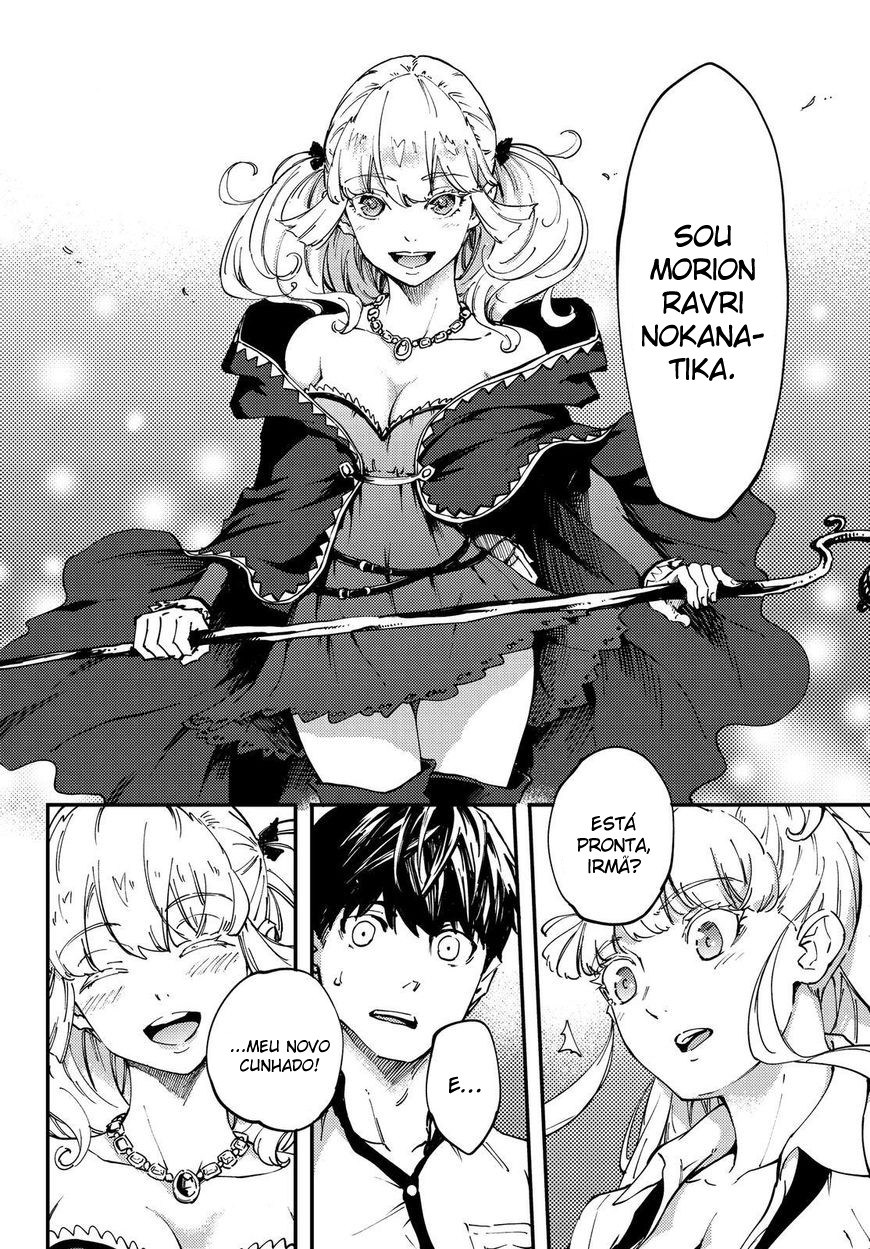 SOU
MORION
RAVRI
NOKANA-
TIKA.
ESTÁ
PRONTA,
IRMÃ?
E...
...MEU NOVO
CUNHADO!